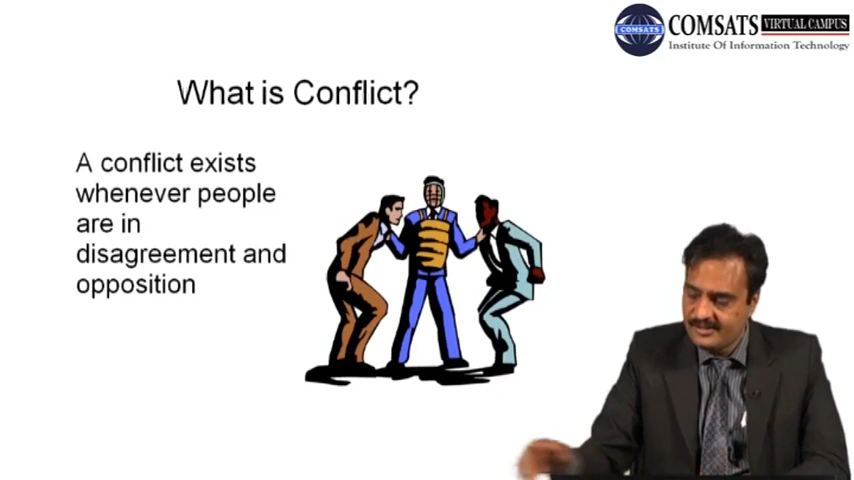 COMSATS VIRTUAL CAMPUS
COMSATS
Institute Of Information Technology
What is Conflict?
A conflict exists
whenever people
are in
disagreement and
opposition